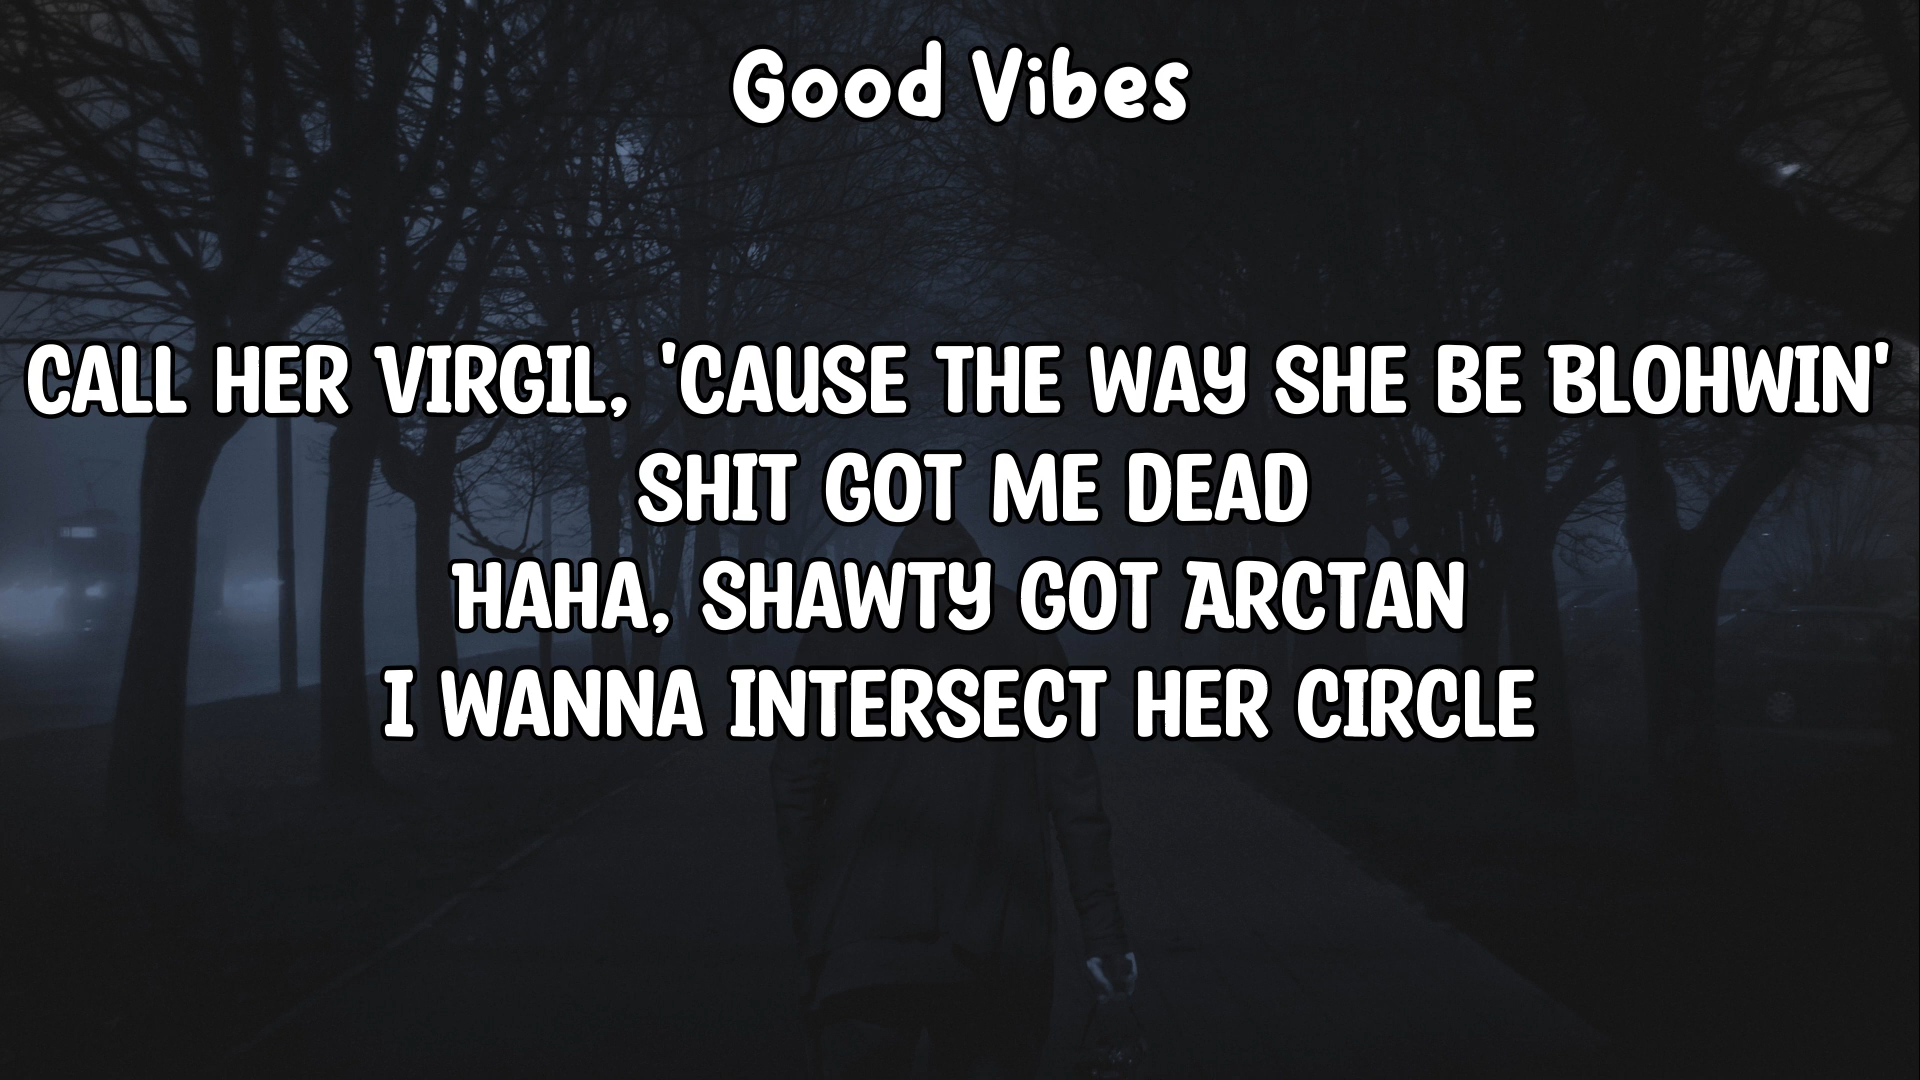 Good Vibes
CALL HER VIRGIL, 'CAUSE THE WAY SHE BE BLOHWIN'
SHIT GOT ME DEAD
HAHA, SHAWTY GOT ARCTAN
I WANNA INTERSECT HER CIRCLE